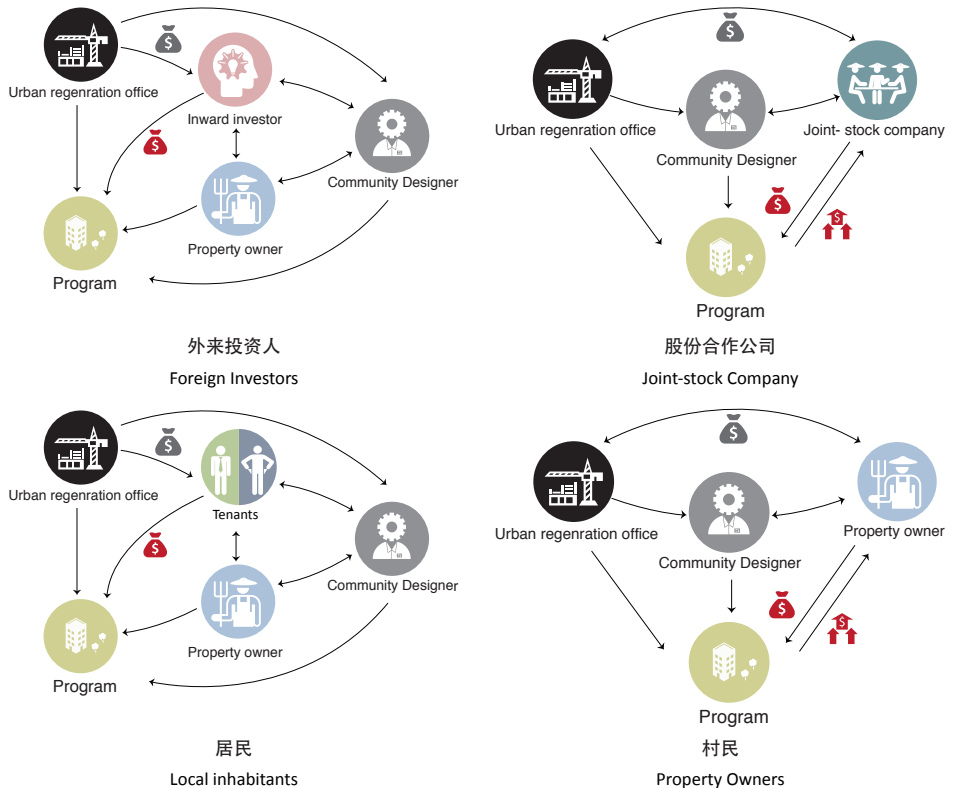 $
Urban regenration office
Inward investor
$
Community Designer
Property owner
Program
外来投资人
Foreign Investors
$
Urban regenration office
Joint- stock company
Community Designer
$
$
Program
股份合作公司
Joint-stock Company
$
Urban regenration office
Tenants
$
Community Designer
Property owner
Program
居民
Local inhabitants
$
Urban regenration office
Property owner
Community Designer
$
$
Program
村民
Property Owners